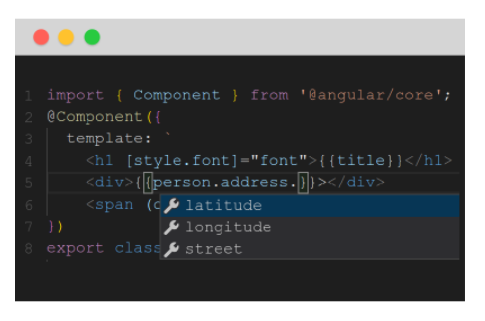 1 import { Component } from '@angular/core';
2 @Component({
3 template: `
4 <h1 [style.font]="font">{{title}}</h1>
5 <div>{{person.address.}}></div>
6 <span (c
latitude
7 })
longitude
8 export class
street